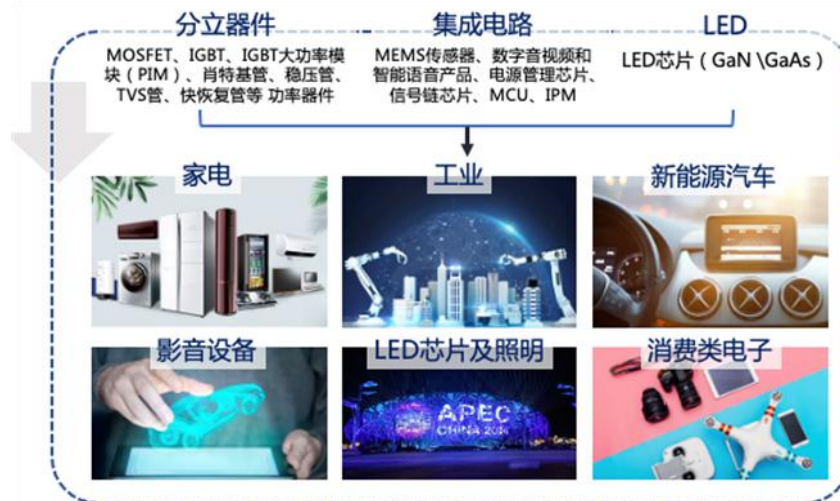 分立器件
MOSFET、IGBT、IGBT大功率模
块（PIM）、肖特基管、稳压管、
TVS管、快恢复管等 功率器件
集成电路
MEMS传感器、数字音视频和
智能语音产品、电源管理芯片、
信号链芯片、MCU、IPM
LED
LED芯片（GaN \GaAs）
家电
工业
新能源汽车
影音设备
LED芯片及照明
消费类电子
APEC
CHINA 2014